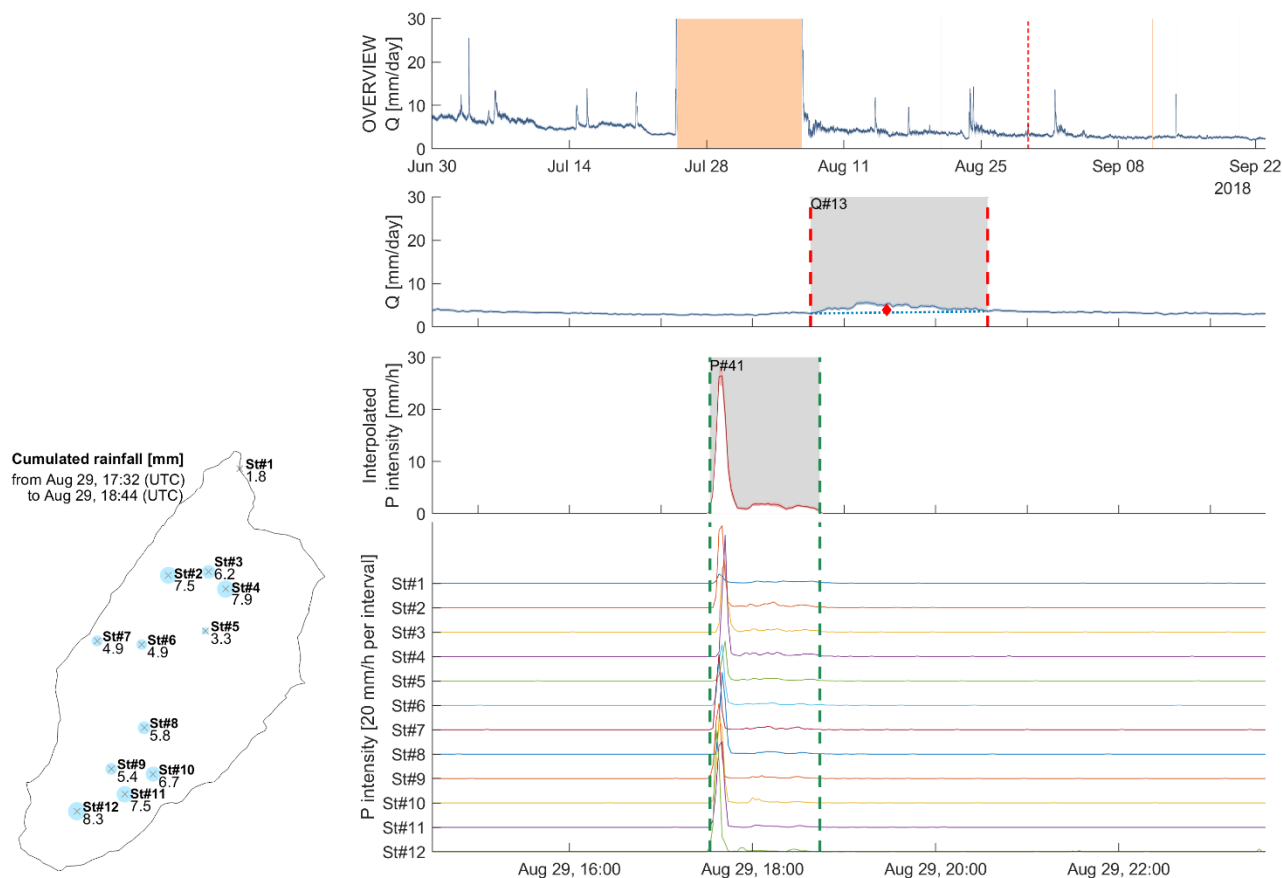 OVERVIEW
Q [mm/day]
30
20
10
0
Jun 30
Jul 14
Jul 28
Aug 11
Aug 25
Sep 08
Sep 22
2018
Q [mm/day]
30
20
10
0
Q#13
Interpolated
P intensity [mm/h]
30
20
10
0
P#41
P intensity [20 mm/h per interval]
St#1
St#2
St#3
St#4
St#5
St#6
St#7
St#8
St#9
St#10
St#11
St#12
Aug 29, 16:00
Aug 29, 18:00
Aug 29, 20:00
Aug 29, 22:00
Cumulated rainfall [mm]
from Aug 29, 17:32 (UTC)
to Aug 29, 18:44 (UTC)
St#1
1.8
St#2
7.5
St#3
6.2
St#4
7.9
St#5
3.3
St#6
4.9
St#7
4.9
St#8
5.8
St#9
5.4
St#10
6.7
St#11
7.5
St#12
8.3